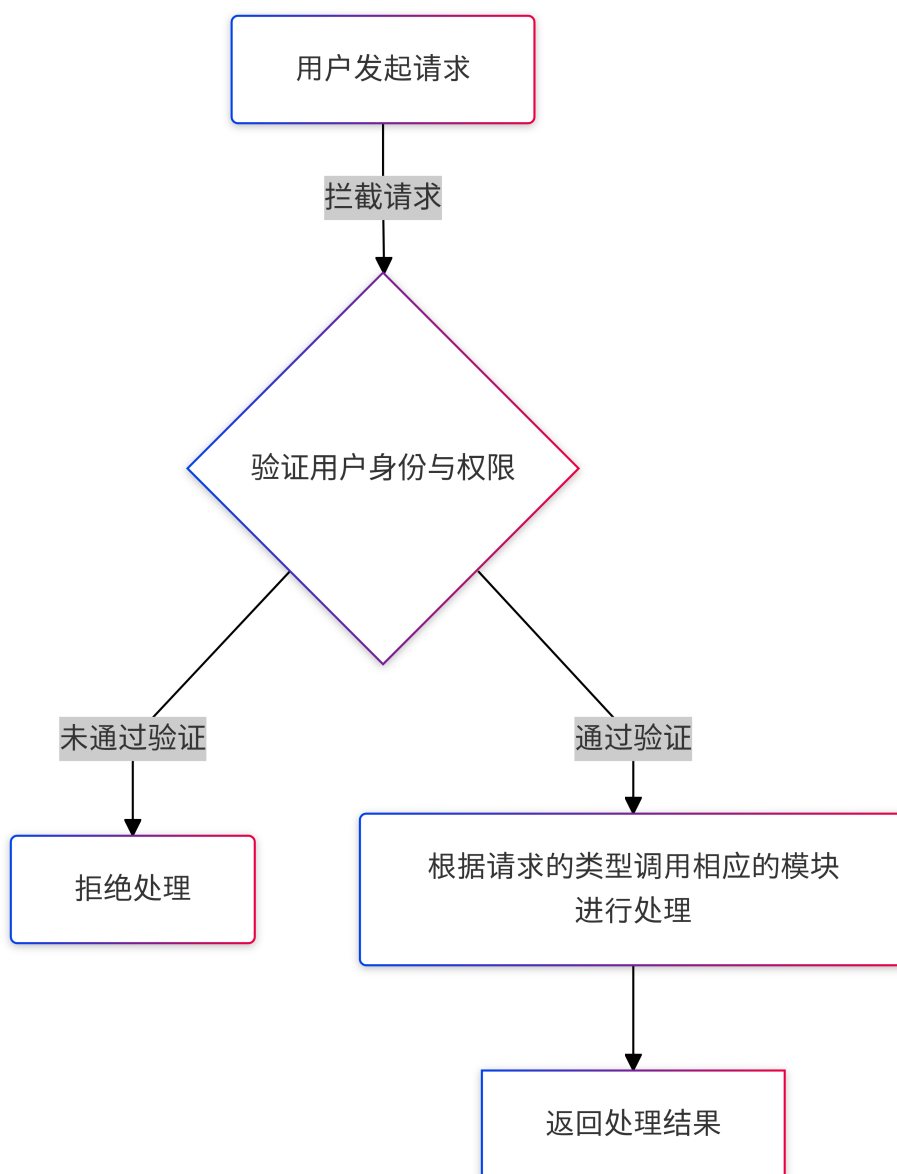 用户发起请求
拦截请求
验证用户身份与权限
未通过验证
通过验证
拒绝处理
根据请求的类型调用相应的模块
进行处理
返回处理结果